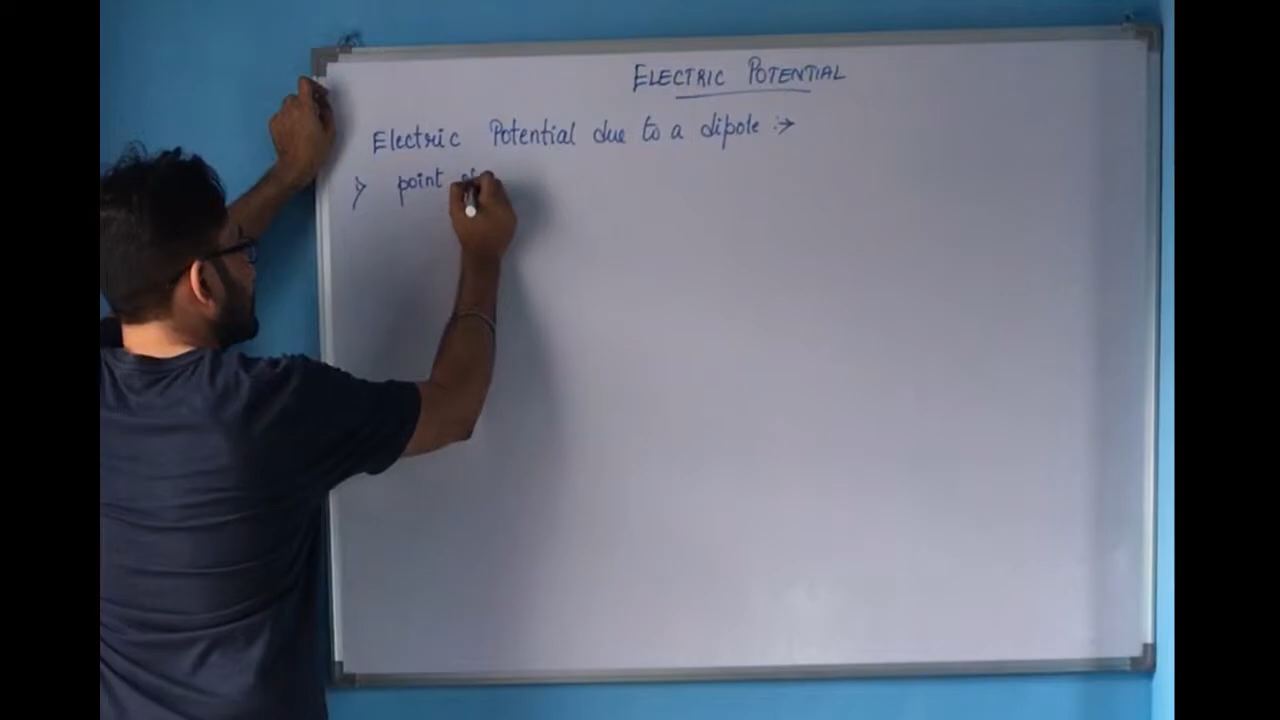 ELECTRIC POTENTIAL
Electric Potential due to a dipole :→
point